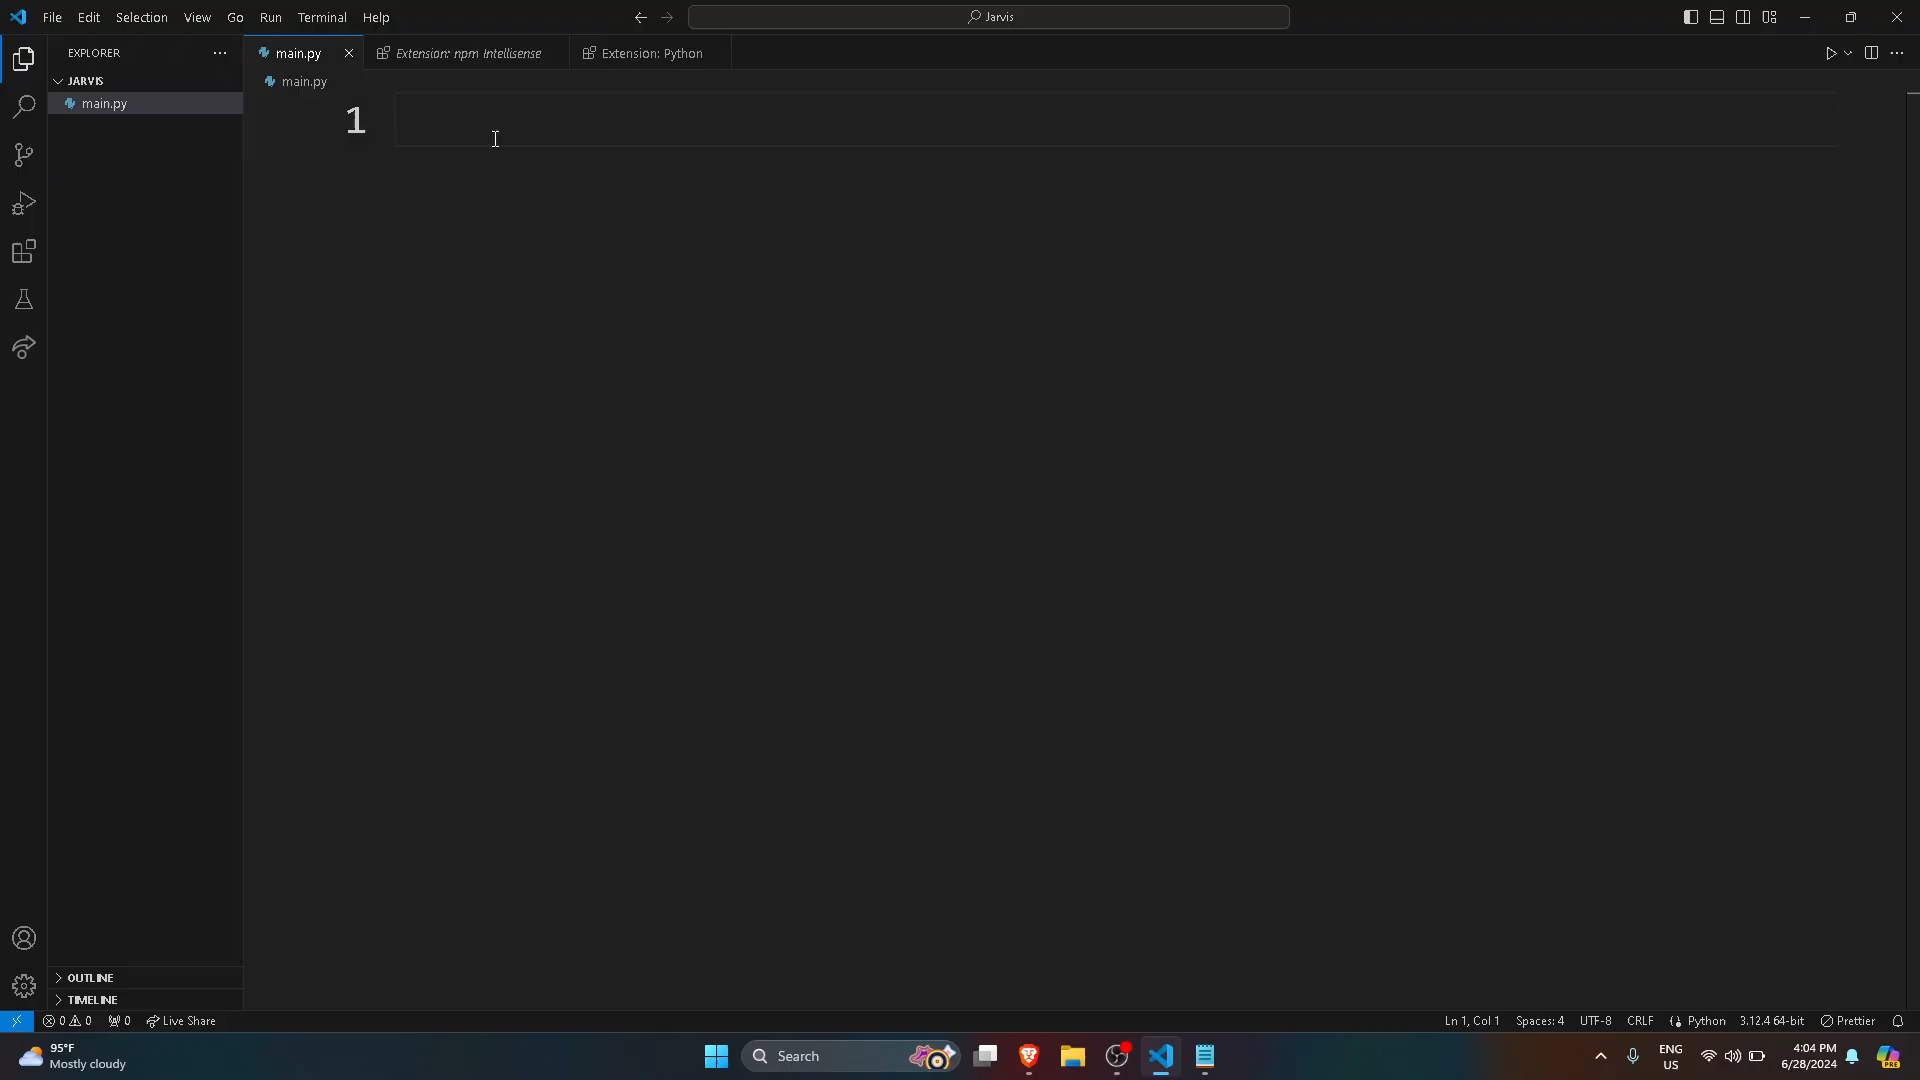 File Edit Selection View Go Run Terminal Help
Jarvis
EXPLORER
main.py
Extension: npm Intellisense
Extension: Python
JARVIS
main.py
main.py
1
OUTLINE
TIMELINE
0 0 0 Live Share
Ln 1, Col 1 Spaces: 4 UTF-8 CRLF Python 3.12.4 64-bit Prettier
95°F
Mostly cloudy
Search
ENG
US
4:04 PM
6/28/2024
PRE